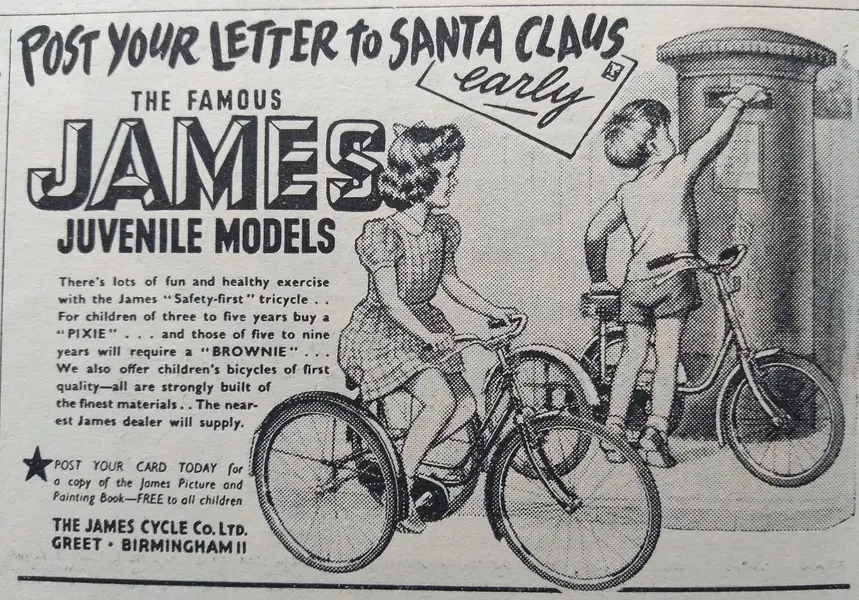 POST YOUR LETTER to SANTA CLAUS
early
THE FAMOUS
JAMES
JUVENILE MODELS
There's lots of fun and healthy exercise
with the James "Safety-first" tricycle . .
For children of three to five years buy a
"PIXIE" . . . and those of five to nine
years will require a "BROWNIE" . . .
We also offer children's bicycles of first
quality—all are strongly built of
the finest materials . . The near-
est James dealer will supply.
POST YOUR CARD TODAY for
a copy of the James Picture and
Painting Book—FREE to all children
THE JAMES CYCLE Co. LTD.
GREET · BIRMINGHAM 11